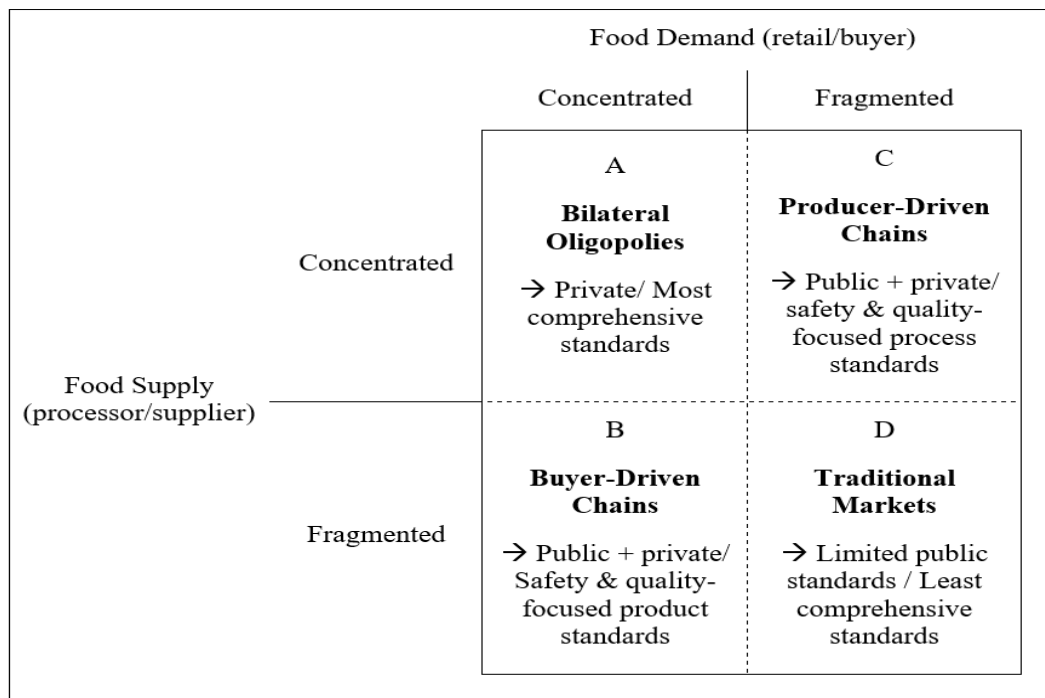 Food Demand (retail/buyer)
Concentrated
Fragmented
Food Supply
(processor/supplier)
Concentrated
A
Bilateral
Oligopolies
→ Private/ Most
comprehensive
standards
C
Producer-Driven
Chains
→ Public + private/
safety & quality-
focused process
standards
Fragmented
B
Buyer-Driven
Chains
→ Public + private/
Safety & quality-
focused product
standards
D
Traditional
Markets
→ Limited public
standards / Least
comprehensive
standards